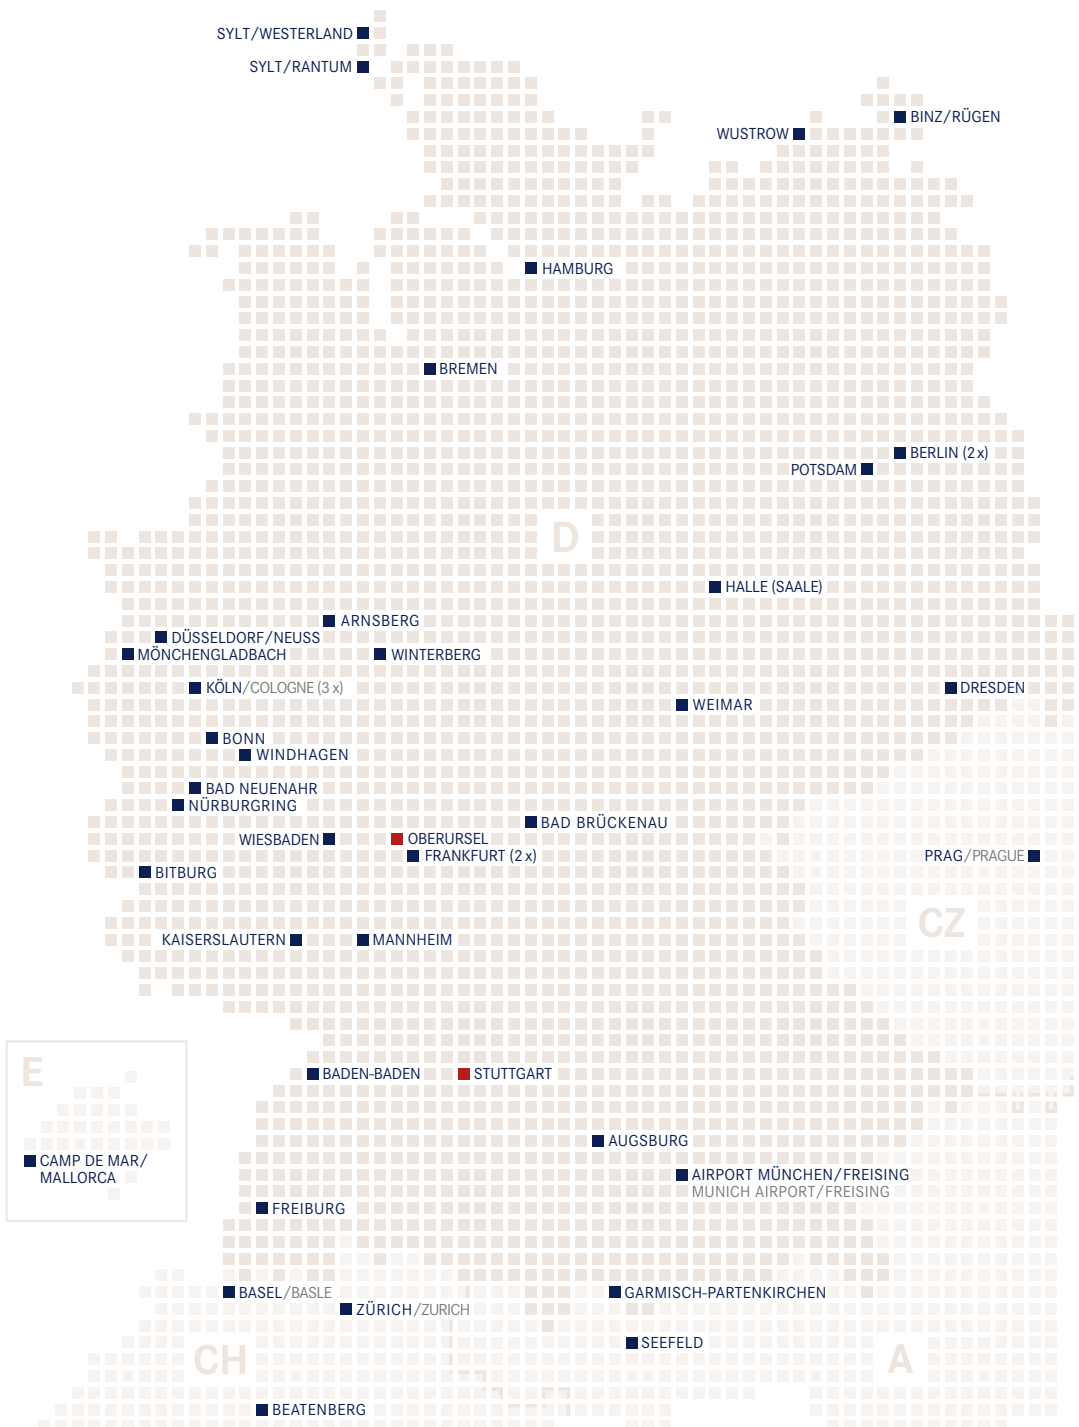 SYLT/WESTERLAND
SYLT/RANTUM
BINZ/RÜGEN
WUSTROW
HAMBURG
BREMEN
BERLIN (2 x)
POTSDAM
D
HALLE (SAALE)
ARNSBERG
DÜSSELDORF/NEUSS
MÖNCHENGLADBACH
WINTERBERG
KÖLN/COLOGNE (3 x)
DRESDEN
WEIMAR
BONN
WINDHAGEN
BAD NEUENAHR
NÜRBURGRING
BAD BRÜCKENAU
WIESBADEN
OBERURSEL
FRANKFURT (2 x)
PRAG/PRAGUE
BITBURG
CZ
KAISERSLAUTERN
MANNHEIM
E
BADEN-BADEN
STUTTGART
AUGSBURG
CAMP DE MAR/
MALLORCA
AIRPORT MÜNCHEN/FREISING
MUNICH AIRPORT/FREISING
FREIBURG
BASEL/BASLE
GARMISCH-PARTENKIRCHEN
ZÜRICH/ZURICH
SEEFELD
CH
A
BEATENBERG